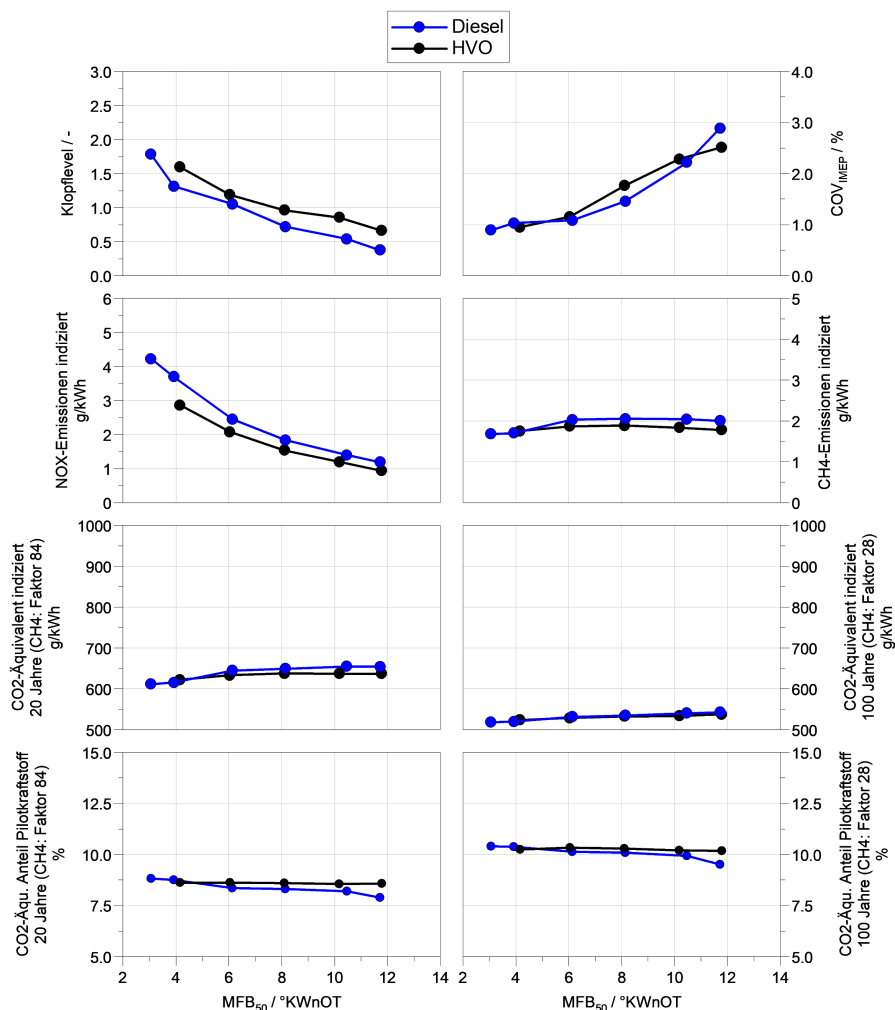 Diesel
HVO
3.0
2.5
2.0
1.5
1.0
0.5
0.0
Klopflevel / -
4.0
3.0
2.0
1.0
0.0
COV_IMEP / %
6
5
4
3
2
1
0
NOX-Emissionen indiziert
g/kWh
5
4
3
2
1
0
CH4-Emissionen indiziert
g/kWh
1000
900
800
700
600
500
CO2-Äquivalent indiziert
20 Jahre (CH4: Faktor 84)
g/kWh
1000
900
800
700
600
500
CO2-Äquivalent indiziert
100 Jahre (CH4: Faktor 28)
g/kWh
15.0
12.5
10.0
7.5
5.0
CO2-Äqu. Anteil Pilotkraftstoff
20 Jahre (CH4: Faktor 84)
%
15.0
12.5
10.0
7.5
5.0
CO2-Äqu. Anteil Pilotkraftstoff
100 Jahre (CH4: Faktor 28)
%
2 4 6 8 10 12 14
MFB50 / °KWnOT
2 4 6 8 10 12 14
MFB50 / °KWnOT